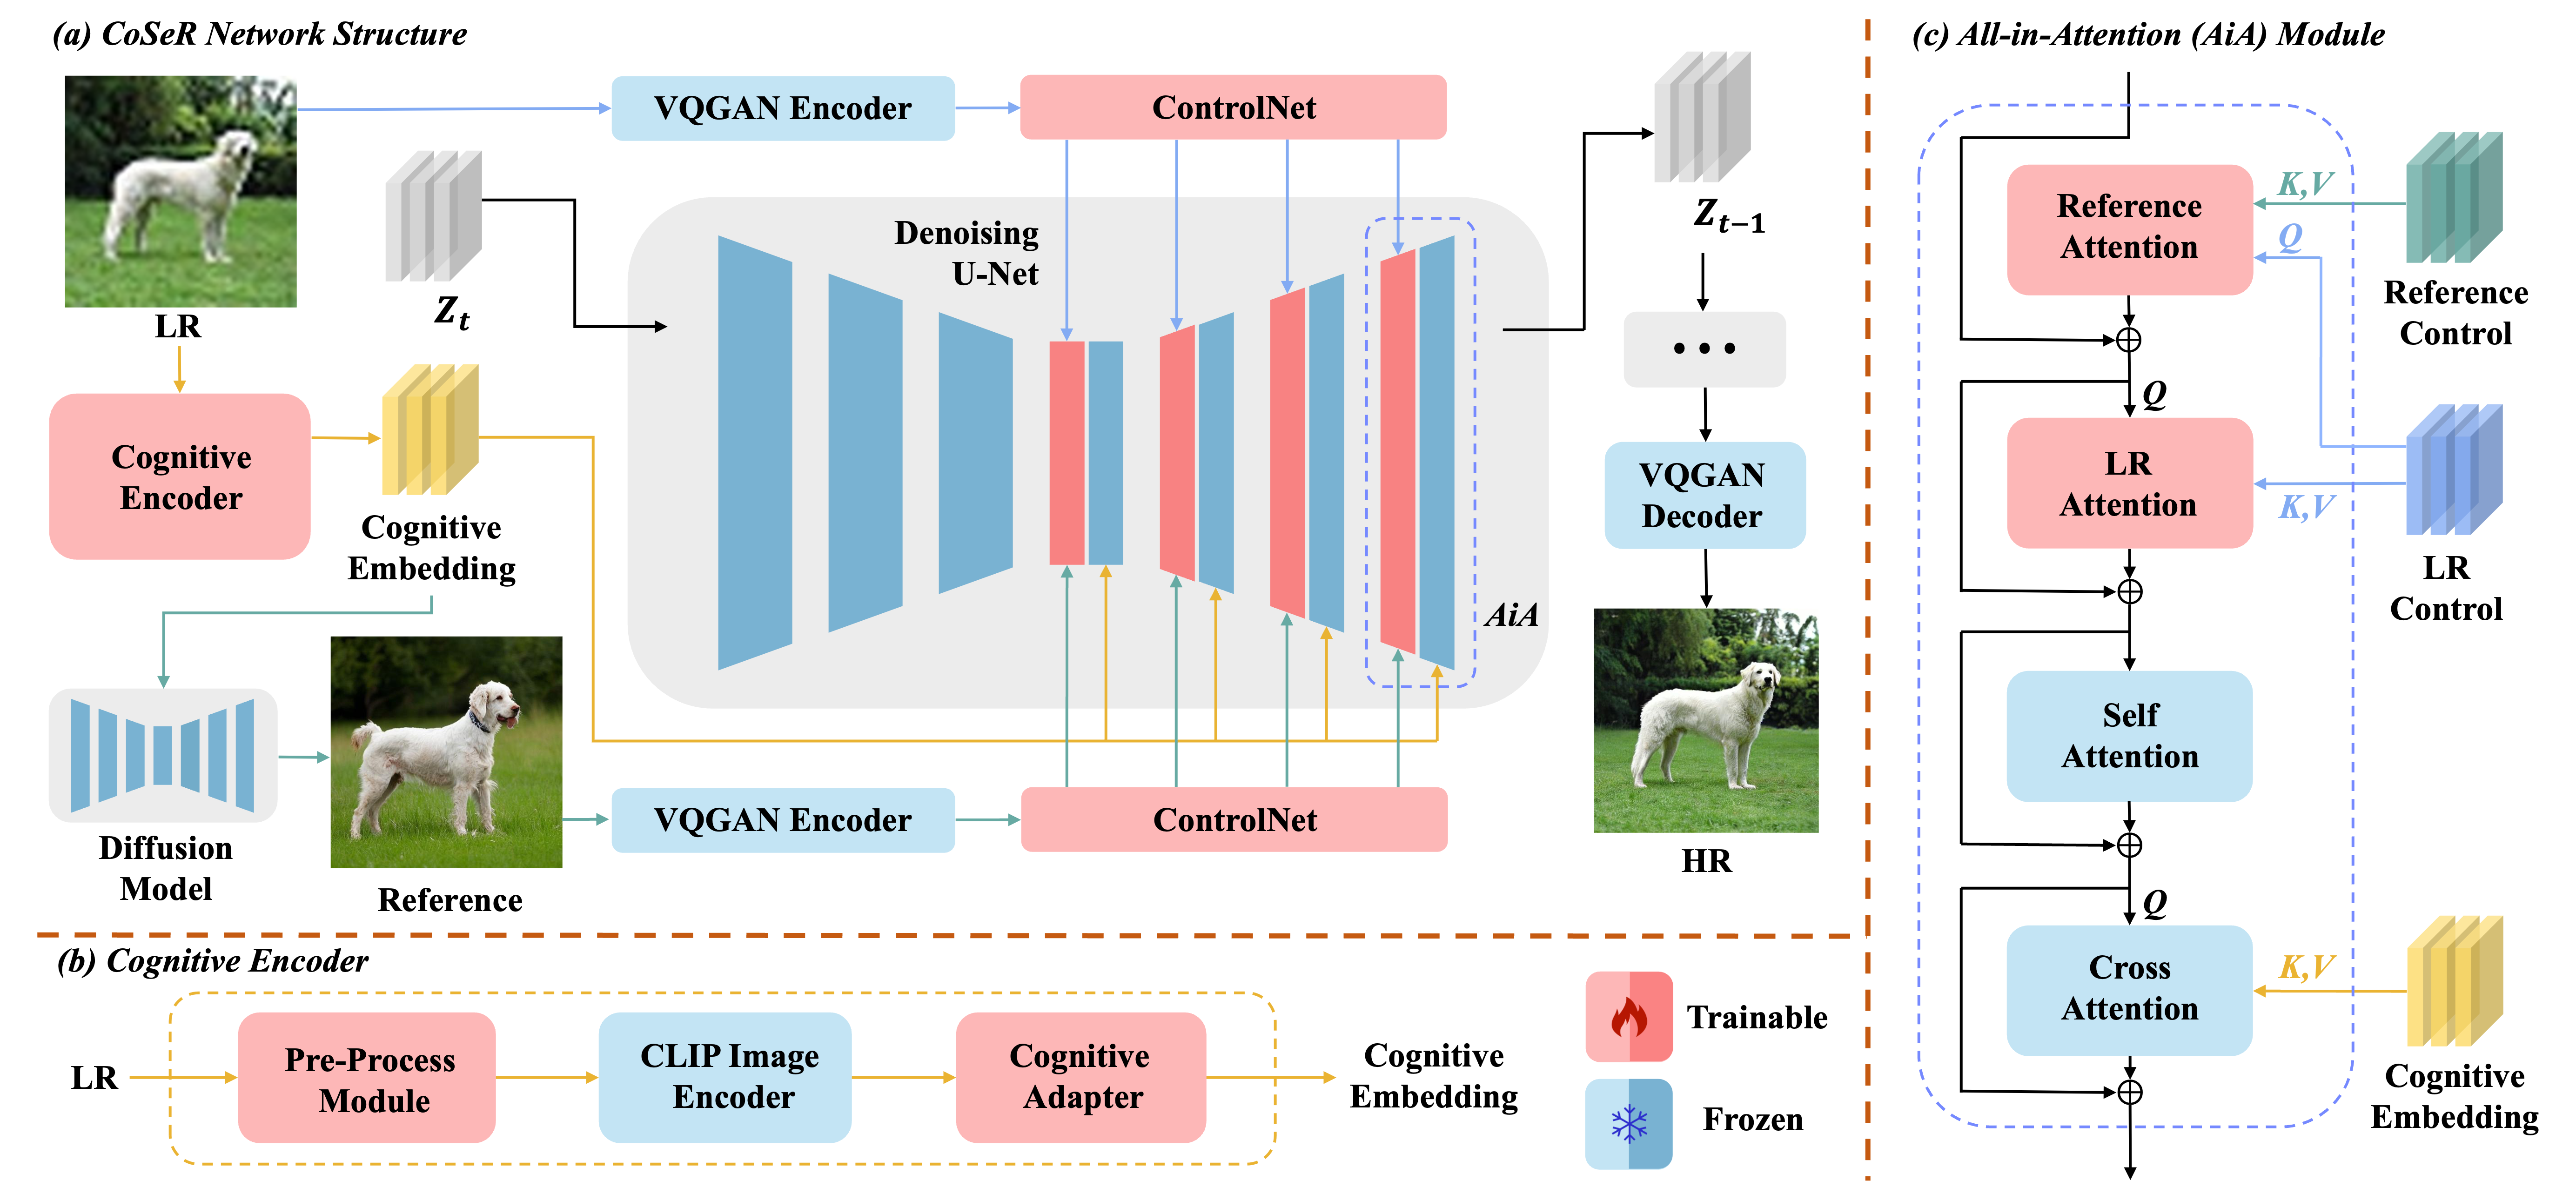 (a) CoSeR Network Structure
LR
VQGAN Encoder
ControlNet
Z_t
Denoising
U-Net
Z_{t−1}
• • •
Cognitive
Encoder
Cognitive
Embedding
AiA
VQGAN
Decoder
HR
Diffusion
Model
Reference
VQGAN Encoder
ControlNet
(b) Cognitive Encoder
LR
Pre-Process
Module
CLIP Image
Encoder
Cognitive
Adapter
Cognitive
Embedding
Trainable
Frozen
(c) All-in-Attention (AiA) Module
Reference
Attention
K,V
Q
Reference
Control
Q
LR
Attention
K,V
LR
Control
Self
Attention
Q
Cross
Attention
K,V
Cognitive
Embedding